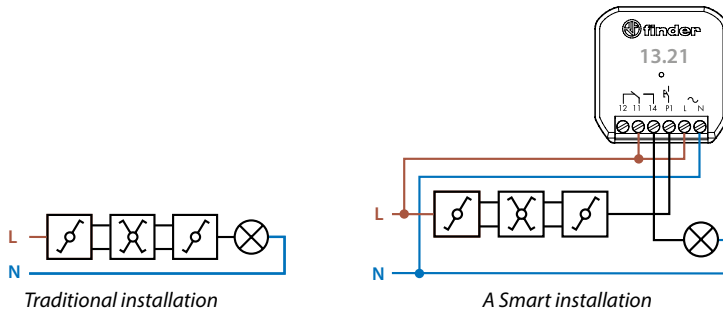 finder
13.21
12 11 14 P1 L N
L
N
Traditional installation
L
N
A Smart installation